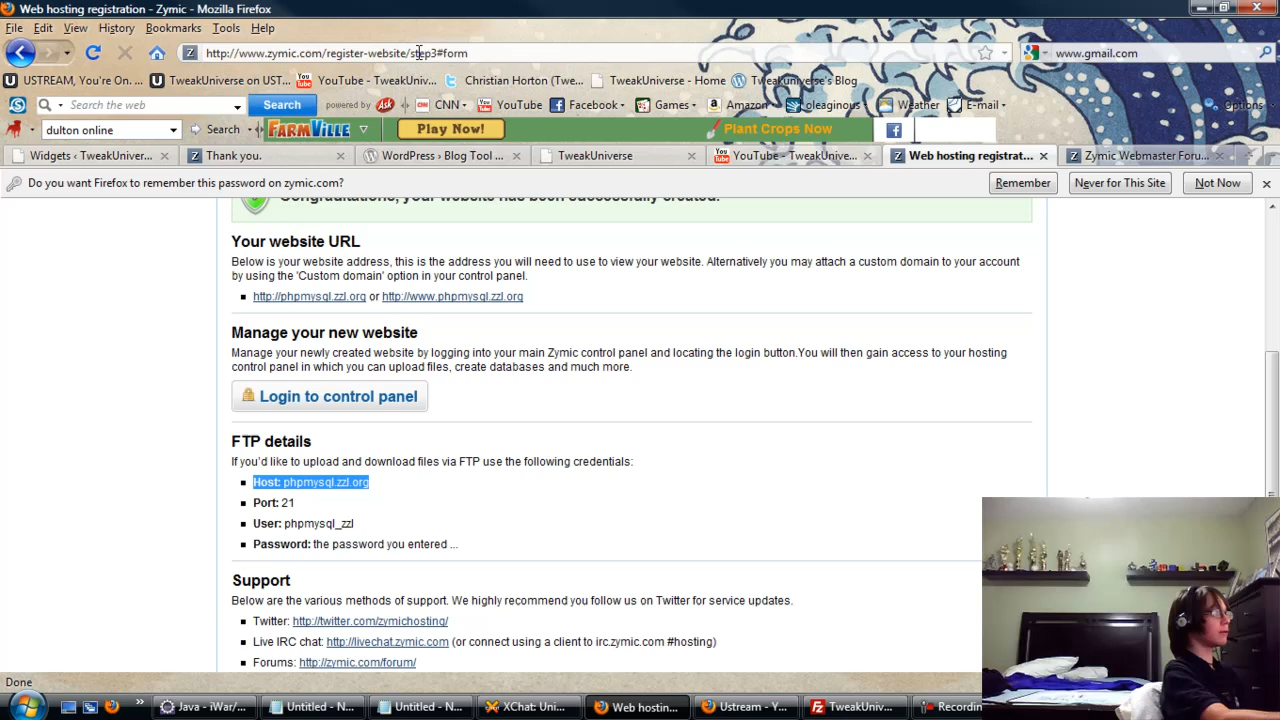 Web hosting registration - Zymic - Mozilla Firefox
File Edit View History Bookmarks Tools Help
http://www.zymic.com/register-website/step3#form
www.gmail.com
USTREAM, You're On. ... TweakUniverse on UST... YouTube - TweakUniv... Christian Horton (Twe... TweakUniverse - Home Tweakuniverse's Blog
Search the web Search powered by Ask CNN YouTube Facebook Games Amazon oleaginous Weather E-mail Options
dulton online Search FARMVILLE Play Now! Plant Crops Now
Widgets ‹ TweakUniver... Thank you. WordPress › Blog Tool ... TweakUniverse YouTube - TweakUnive... Web hosting registrat... Zymic Webmaster Foru...
Do you want Firefox to remember this password on zymic.com? Remember Never for This Site Not Now
Congratulations, your website has been successfully created.
Your website URL
Below is your website address, this is the address you will need to use to view your website. Alternatively you may attach a custom domain to your account
by using the 'Custom domain' option in your control panel.
http://phpmysql.zzl.org or http://www.phpmysql.zzl.org
Manage your new website
Manage your newly created website by logging into your main Zymic control panel and locating the login button.You will then gain access to your hosting
control panel in which you can upload files, create databases and much more.
Login to control panel
FTP details
If you'd like to upload and download files via FTP use the following credentials:
Host: phpmysql.zzl.org
Port: 21
User: phpmysql_zzl
Password: the password you entered ...
Support
Below are the various methods of support. We highly recommend you follow us on Twitter for service updates.
Twitter: http://twitter.com/zymichosting/
Live IRC chat: http://livechat.zymic.com (or connect using a client to irc.zymic.com #hosting)
Forums: http://zymic.com/forum/
Done
Java - iWar/... Untitled - N... Untitled - N... XChat Uni... Web hostin... Ustream - Y... TweakUniv... Recordin